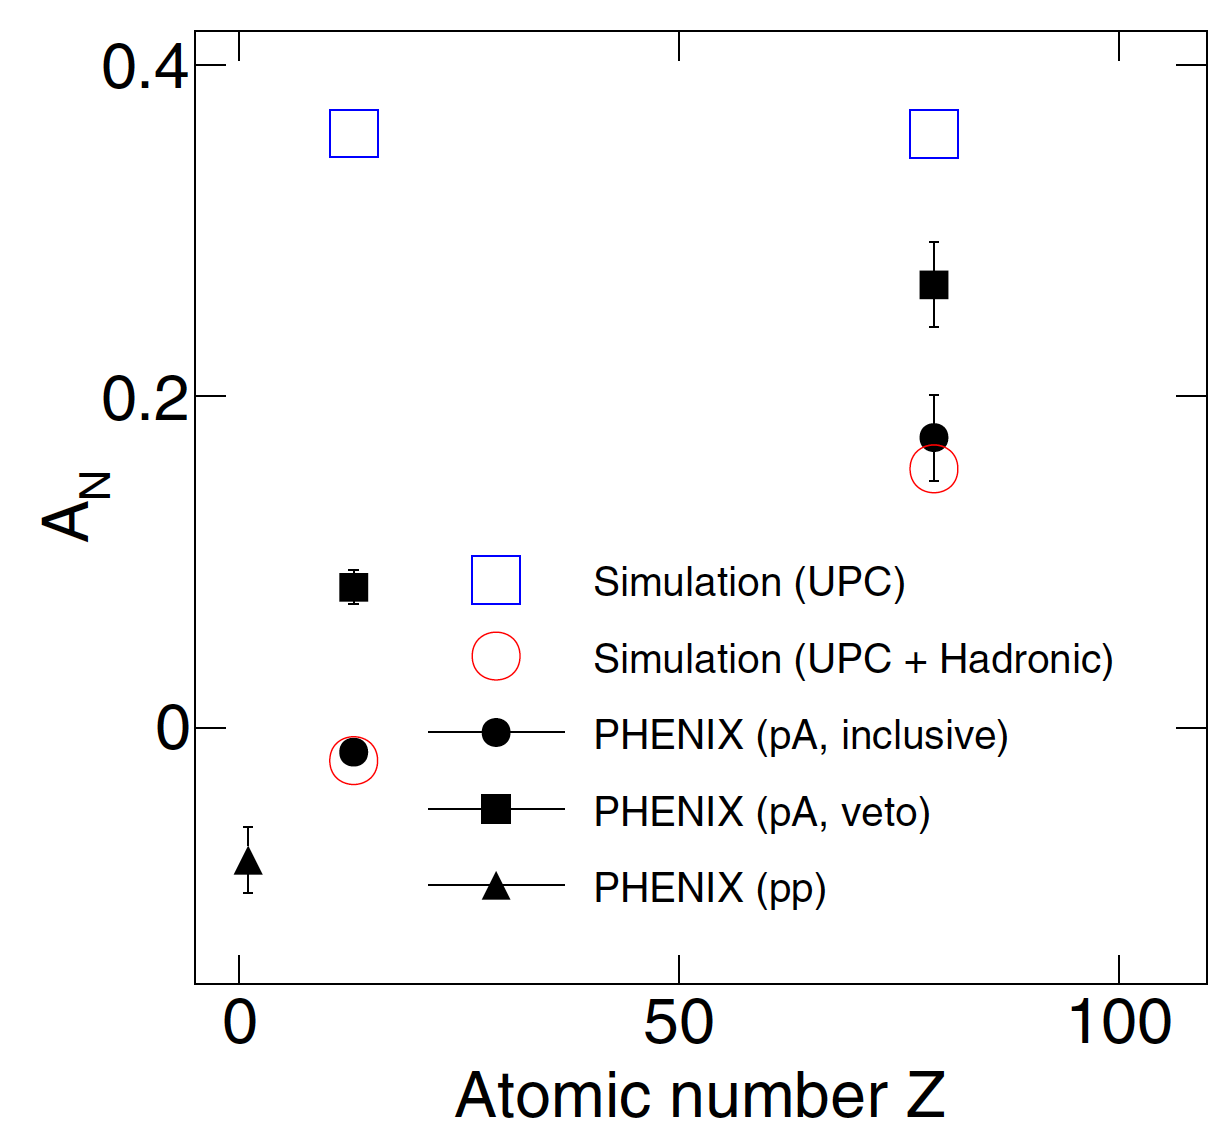 0.4
0.2
0
A_N
Simulation (UPC)
Simulation (UPC + Hadronic)
PHENIX (pA, inclusive)
PHENIX (pA, veto)
PHENIX (pp)
0 50 100
Atomic number Z